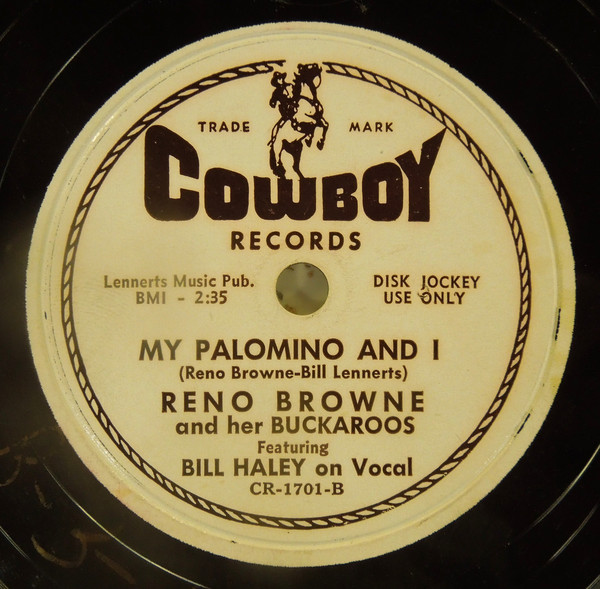 TRADE MARK
COWBOY
RECORDS
Lennerts Music Pub.
BMI - 2:35
DISK JOCKEY
USE ONLY
MY PALOMINO AND I
(Reno Browne-Bill Lennerts)
RENO BROWNE
and her BUCKAROOS
Featuring
BILL HALEY on Vocal
CR-1701-B